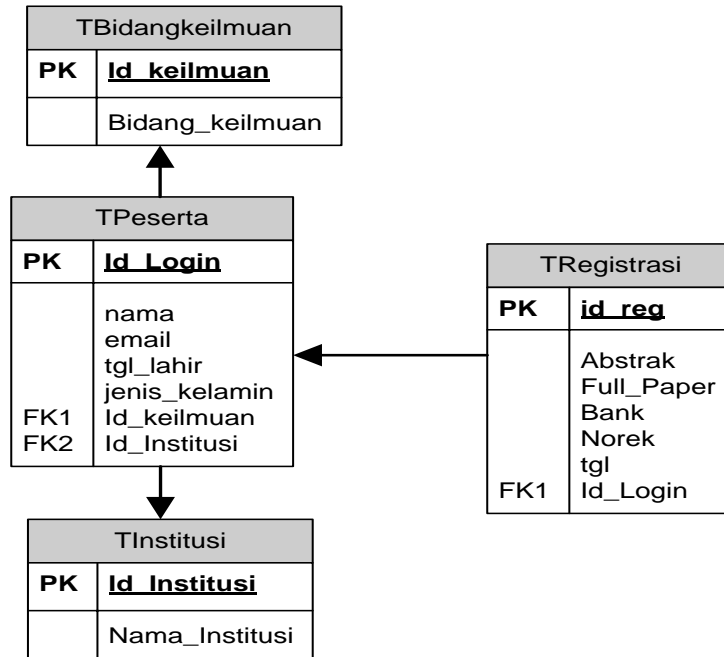 TBidangkeilmuan
PK Id_keilmuan
Bidang_keilmuan
TPeserta
PK Id_Login
nama
email
tgl_lahir
jenis_kelamin
FK1 Id_keilmuan
FK2 Id_Institusi
TRegistrasi
PK id_reg
Abstrak
Full_Paper
Bank
Norek
tgl
FK1 Id_Login
TInstitusi
PK Id_Institusi
Nama_Institusi